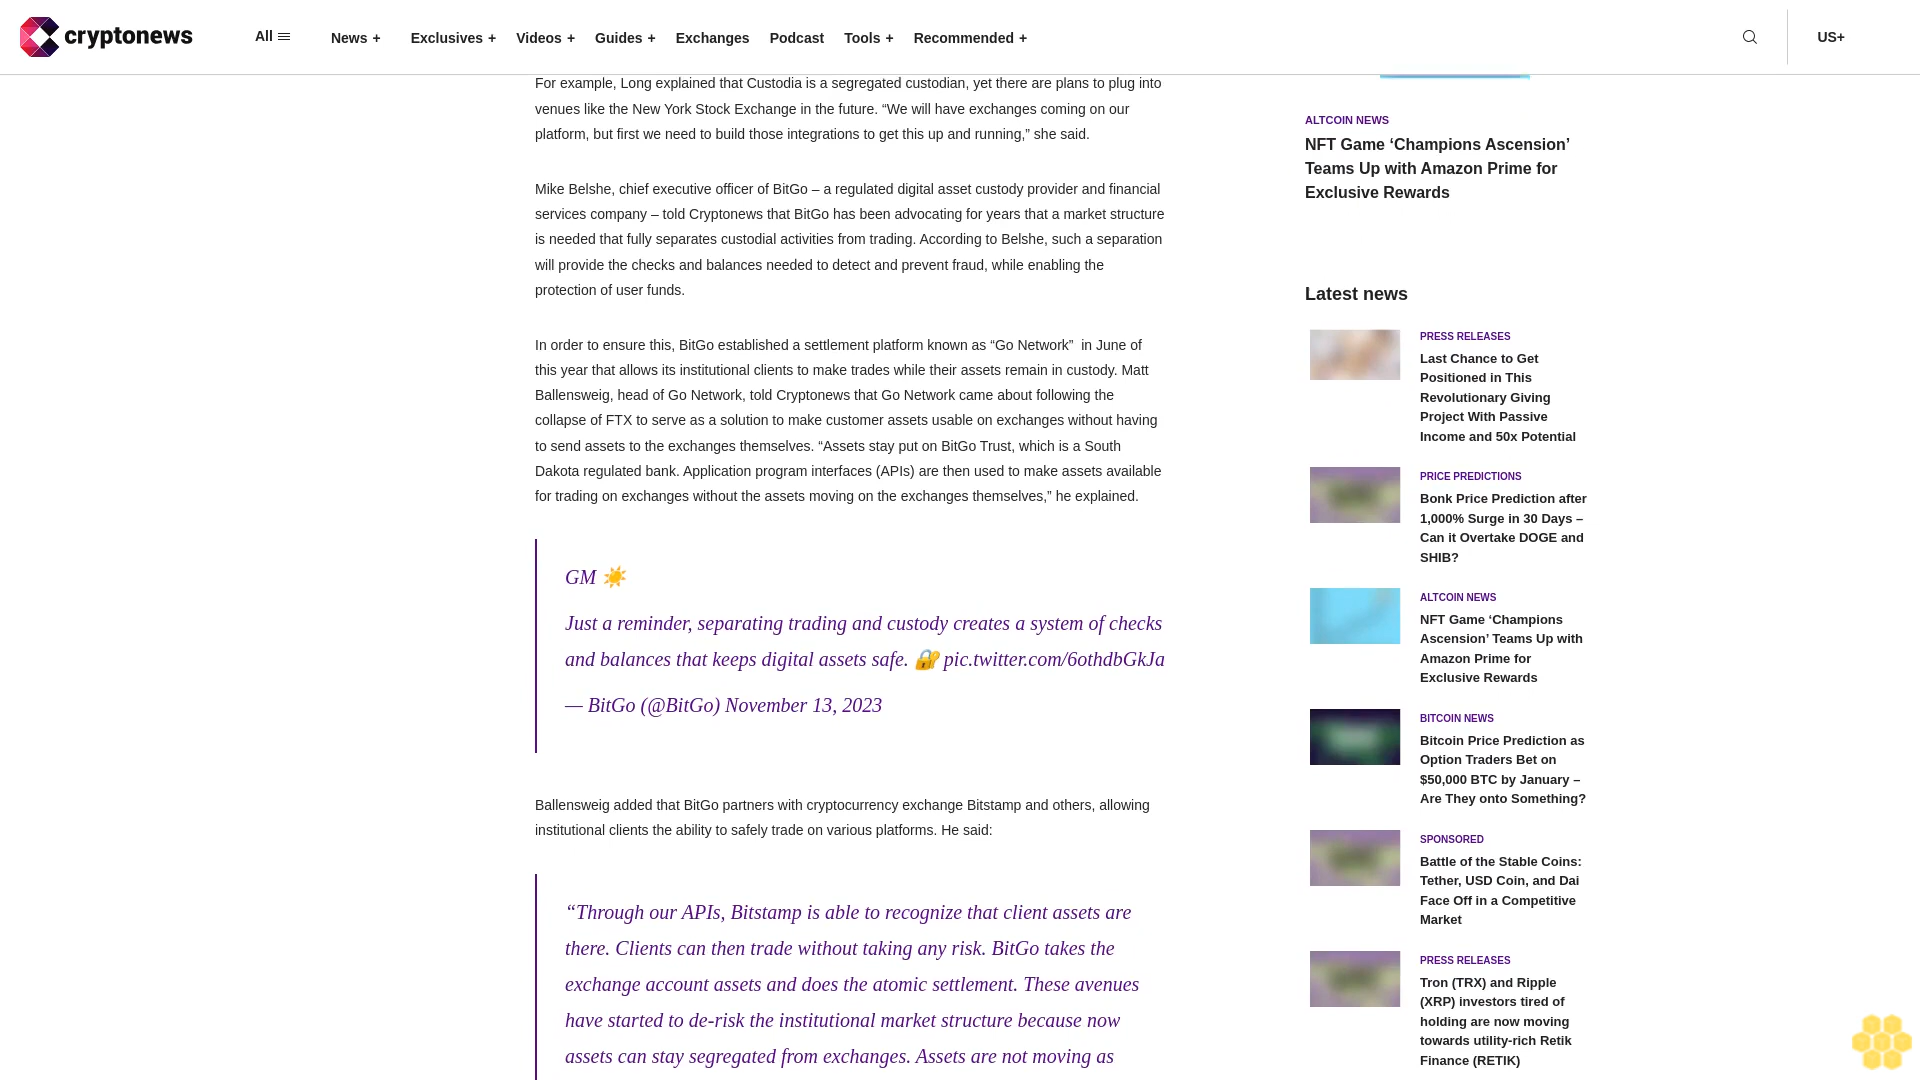 cryptonews
All
News +
Exclusives +
Videos +
Guides +
Exchanges
Podcast
Tools +
Recommended +
US+
For example, Long explained that Custodia is a segregated custodian, yet there are plans to plug into
venues like the New York Stock Exchange in the future. “We will have exchanges coming on our
platform, but first we need to build those integrations to get this up and running,” she said.
Mike Belshe, chief executive officer of BitGo – a regulated digital asset custody provider and financial
services company – told Cryptonews that BitGo has been advocating for years that a market structure
is needed that fully separates custodial activities from trading. According to Belshe, such a separation
will provide the checks and balances needed to detect and prevent fraud, while enabling the
protection of user funds.
In order to ensure this, BitGo established a settlement platform known as “Go Network”  in June of
this year that allows its institutional clients to make trades while their assets remain in custody. Matt
Ballensweig, head of Go Network, told Cryptonews that Go Network came about following the
collapse of FTX to serve as a solution to make customer assets usable on exchanges without having
to send assets to the exchanges themselves. “Assets stay put on BitGo Trust, which is a South
Dakota regulated bank. Application program interfaces (APIs) are then used to make assets available
for trading on exchanges without the assets moving on the exchanges themselves,” he explained.
GM ☀️
Just a reminder, separating trading and custody creates a system of checks
and balances that keeps digital assets safe. 🔐 pic.twitter.com/6othdbGkJa
— BitGo (@BitGo) November 13, 2023
Ballensweig added that BitGo partners with cryptocurrency exchange Bitstamp and others, allowing
institutional clients the ability to safely trade on various platforms. He said:
“Through our APIs, Bitstamp is able to recognize that client assets are
there. Clients can then trade without taking any risk. BitGo takes the
exchange account assets and does the atomic settlement. These avenues
have started to de-risk the institutional market structure because now
assets can stay segregated from exchanges. Assets are not moving as
ALTCOIN NEWS
NFT Game ‘Champions Ascension’
Teams Up with Amazon Prime for
Exclusive Rewards
Latest news
PRESS RELEASES
Last Chance to Get
Positioned in This
Revolutionary Giving
Project With Passive
Income and 50x Potential
PRICE PREDICTIONS
Bonk Price Prediction after
1,000% Surge in 30 Days –
Can it Overtake DOGE and
SHIB?
ALTCOIN NEWS
NFT Game ‘Champions
Ascension’ Teams Up with
Amazon Prime for
Exclusive Rewards
BITCOIN NEWS
Bitcoin Price Prediction as
Option Traders Bet on
$50,000 BTC by January –
Are They onto Something?
SPONSORED
Battle of the Stable Coins:
Tether, USD Coin, and Dai
Face Off in a Competitive
Market
PRESS RELEASES
Tron (TRX) and Ripple
(XRP) investors tired of
holding are now moving
towards utility-rich Retik
Finance (RETIK)